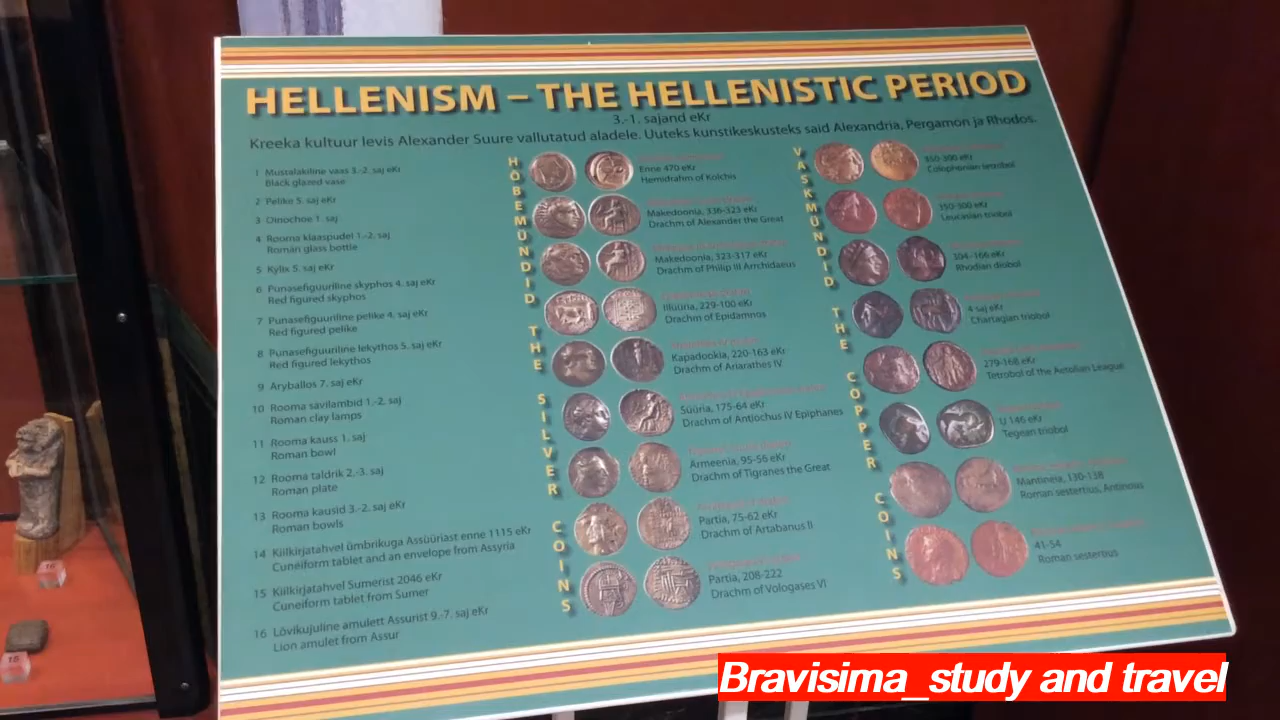 HELLENISM – THE HELLENISTIC PERIOD
3.-1. sajand eKr
Kreeka kultuur levis Alexander Suure vallutatud aladele. Uuteks kunstikeskusteks said Alexandria, Pergamon ja Rhodos.
1 Mustalakiline vaas 3.-2. saj eKr
Black glazed vase
2 Pelike 5. saj eKr
3 Oinochoe 1. saj
4 Rooma klaaspudel 1.-2. saj
Roman glass bottle
5 Kylix 5. saj eKr
6 Punasefiguuriline skyphos 4. saj eKr
Red figured skyphos
7 Punasefiguuriline pelike 4. saj eKr
Red figured pelike
8 Punasefiguuriline lekythos 5. saj eKr
Red figured lekythos
9 Aryballos 7. saj eKr
10 Rooma savilambid 1.-2. saj
Roman clay lamps
11 Rooma kauss 1. saj
Roman bowl
12 Rooma taldrik 2.-3. saj
Roman plate
13 Rooma kausid 3.-2. saj eKr
Roman bowls
14 Kiilkirjatahvel ümbrikuga Assüüriast enne 1115 eKr
Cuneiform tablet and an envelope from Assyria
15 Kiilkirjatahvel Sumerist 2046 eKr
Cuneiform tablet from Sumer
16 Lõvikujuline amulett Assurist 9.-7. saj eKr
Lion amulet from Assur
HÕBEMÜNDID THE SILVER COINS
Enne 470 eKr
Hemidrahm of Kolchis
Makedoonia, 336-323 eKr
Drachm of Alexander the Great
Makedoonia, 323-317 eKr
Drachm of Philip III Arrchidaeus
Illüüria, 229-100 eKr
Drachm of Epidamnos
Kapadookia, 220-163 eKr
Drachm of Ariarathes IV
Süüria, 175-64 eKr
Drachm of Antiochus IV Epiphanes
Armeenia, 95-56 eKr
Drachm of Tigranes the Great
Partia, 75-62 eKr
Drachm of Artabanus II
Partia, 208-222
Drachm of Vologases VI
VASKMÜNDID THE COPPER COINS
350-300 eKr
Colophonian tetribol
350-300 eKr
Leucasian triobol
304-166 eKr
Rhodian diobol
4 saj eKr
Chartagian triobol
279-168 eKr
Tetrobol of the Aetolian League
U 146 eKr
Tegean triobol
Mantineia, 130-138
Roman sestertius, Antinous
41-54
Roman sestertius
16
15
Bravisima_study and travel